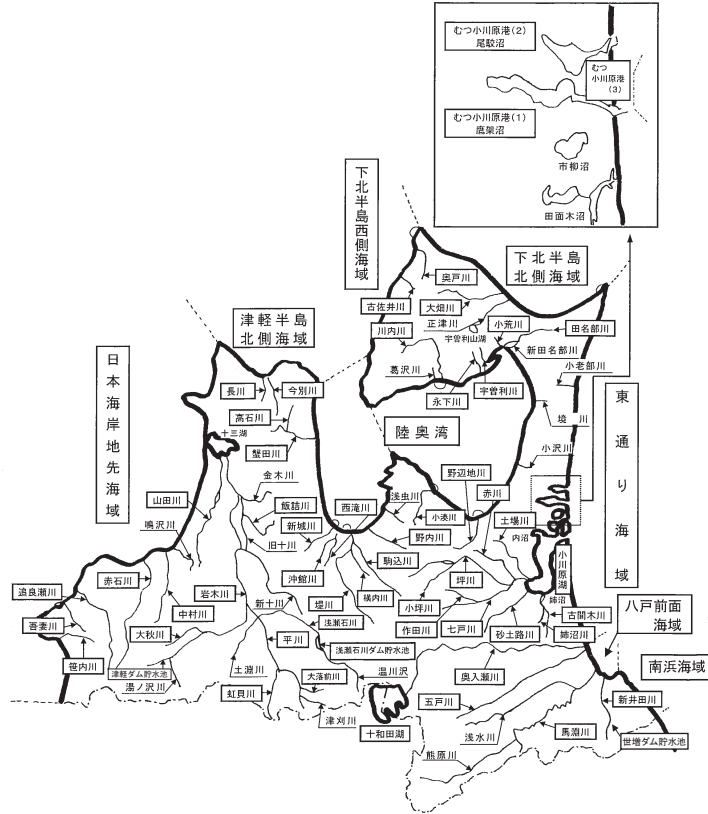 むつ小川原港(2)
尾駮沼
むつ
小川原港
(3)
むつ小川原港(1)
鷹架沼
市柳沼
田面木沼
下北半島西側海域
下北半島
北側海域
奥戸川
古佐井川
大畑川
正津川
小荒川
田名部川
川内川
宇曽利山湖
新田名部川
小老部川
葛沢川
永下川
宇曽利川
津軽半島
北側海域
日本海岸地先海域
長川
今別川
高石川
十三湖
蟹田川
陸奥湾
東通り海域
境川
小沢川
金木川
山田川
飯詰川
西滝川
浅虫川
野辺地川
赤川
鳴沢川
新城川
小湊川
土場川
旧十川
野内川
内沼
小川原湖
追良瀬川
赤石川
岩木川
沖館川
駒込川
坪川
姉沼
吾妻川
中村川
新十川
堤川
横内川
小坪川
古間木川
八戸前面
海域
大秋川
浅瀬石川
作田川
七戸川
砂土路川
姉沼川
笹内川
平川
浅瀬石川ダム貯水池
南浜海域
津軽ダム貯水池
湯ノ沢川
土淵川
大落前川
温川沢
奥入瀬川
虹貝川
五戸川
新井田川
津刈川
十和田湖
浅水川
馬淵川
世増ダム貯水池
熊原川